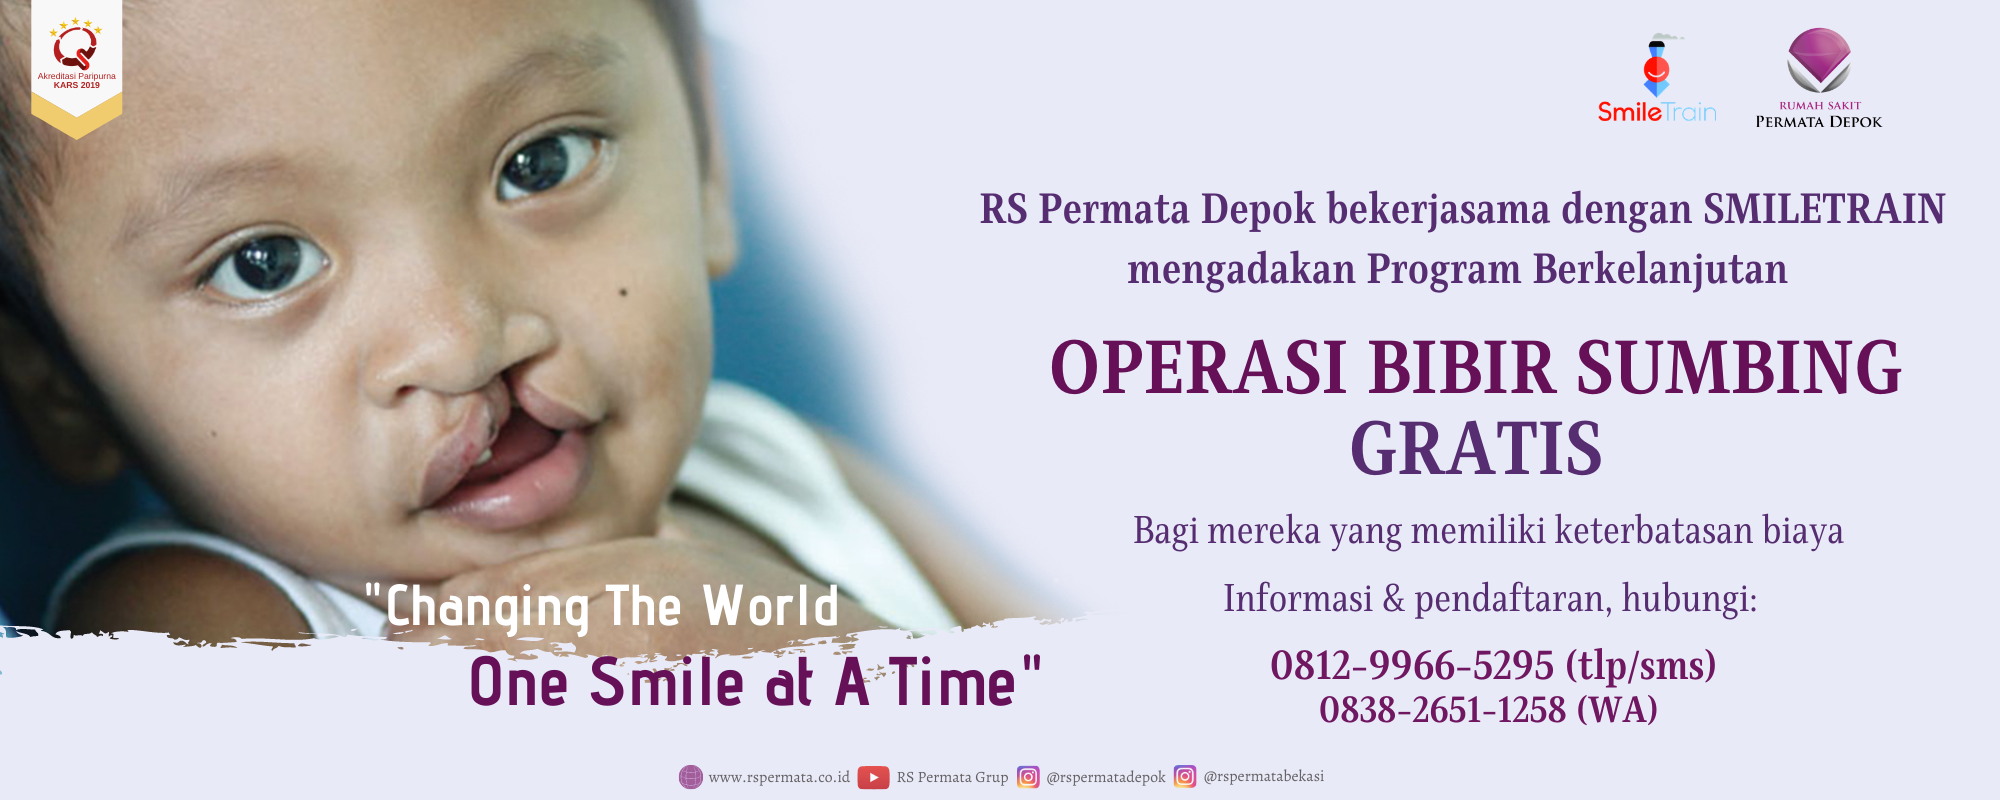 Akreditasi Paripurna
KARS 2019
SmileTrain
RUMAH SAKIT
PERMATA DEPOK
RS Permata Depok bekerjasama dengan SMILETRAIN
mengadakan Program Berkelanjutan
OPERASI BIBIR SUMBING
GRATIS
Bagi mereka yang memiliki keterbatasan biaya
Informasi & pendaftaran, hubungi:
0812-9966-5295 (tlp/sms)
0838-2651-1258 (WA)
"Changing The World
One Smile at A Time"
www.rspermata.co.id RS Permata Grup @rspermatadepok @rspermatabekasi